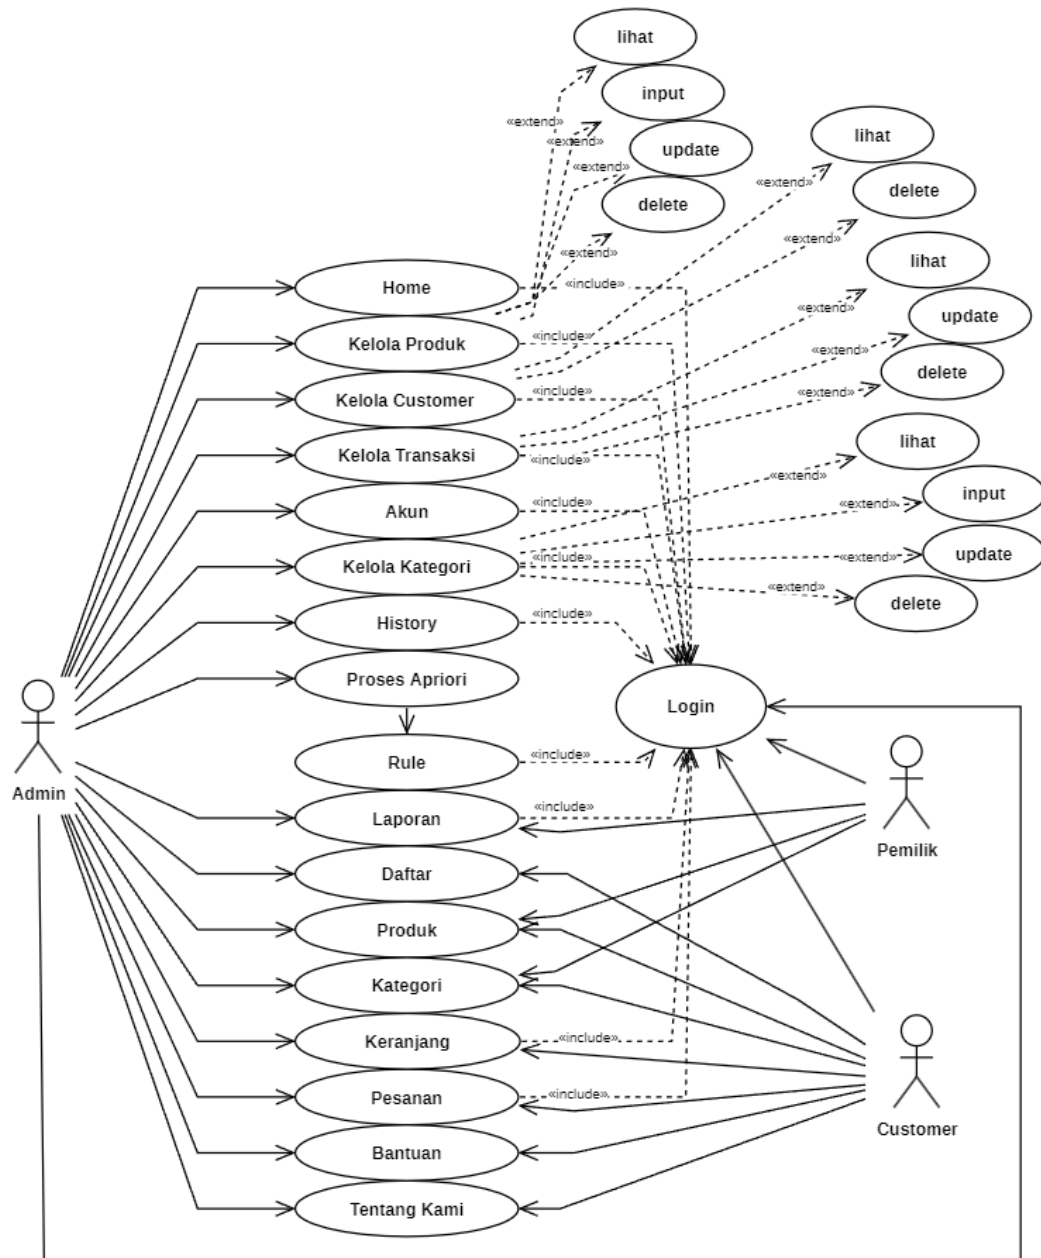 lihat
input
«extend»
«extend»
update
«extend»
delete
«extend»
lihat
«extend»
delete
«extend»
lihat
«extend»
update
«extend»
delete
«extend»
Home
«include»
Kelola Produk
«include»
Kelola Customer
«include»
Kelola Transaksi
«include»
lihat
«extend»
input
«extend»
update
«extend»
delete
«extend»
Akun
«include»
Kelola Kategori
«include»
History
«include»
Proses Apriori
Login
Rule
«include»
Admin
Laporan
«include»
Pemilik
Daftar
Produk
Kategori
Keranjang
«include»
Pesanan
«include»
Customer
Bantuan
Tentang Kami